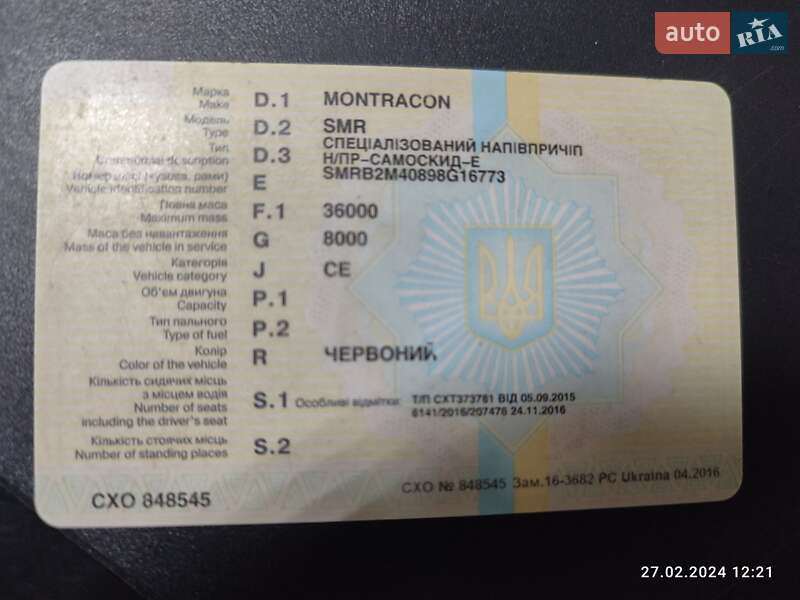 auto RIA .com
Марка
Make D.1 MONTRACON
Модель
Type D.2 SMR
Тип D.3 СПЕЦІАЛІЗОВАНИЙ НАПІВПРИЧІП
Н/ПР-САМОСКИД-Е
Vehicle identification number E SMRB2M40898G16773
Повна маса
Maximum mass F.1 36000
Маса без навантаження
Mass of the vehicle in service G 8000
Категорія
Vehicle category J CE
Об'єм двигуна
Capacity P.1
Тип пального
Type of fuel P.2
Колір
Color of the vehicle R ЧЕРВОНИЙ
Кількість сидячих місць
з місцем водія
Number of seats
including the driver's seat S.1 Особливі відмітки: Т/П СХТ373781 ВІД 05.09.2015
6141/2016/207476 24.11.2016
Кількість стоячих місць
Number of standing places S.2
СХО 848545
СХО № 848545 Зам.16-3682 РС Ukraina 04.2016
27.02.2024 12:21